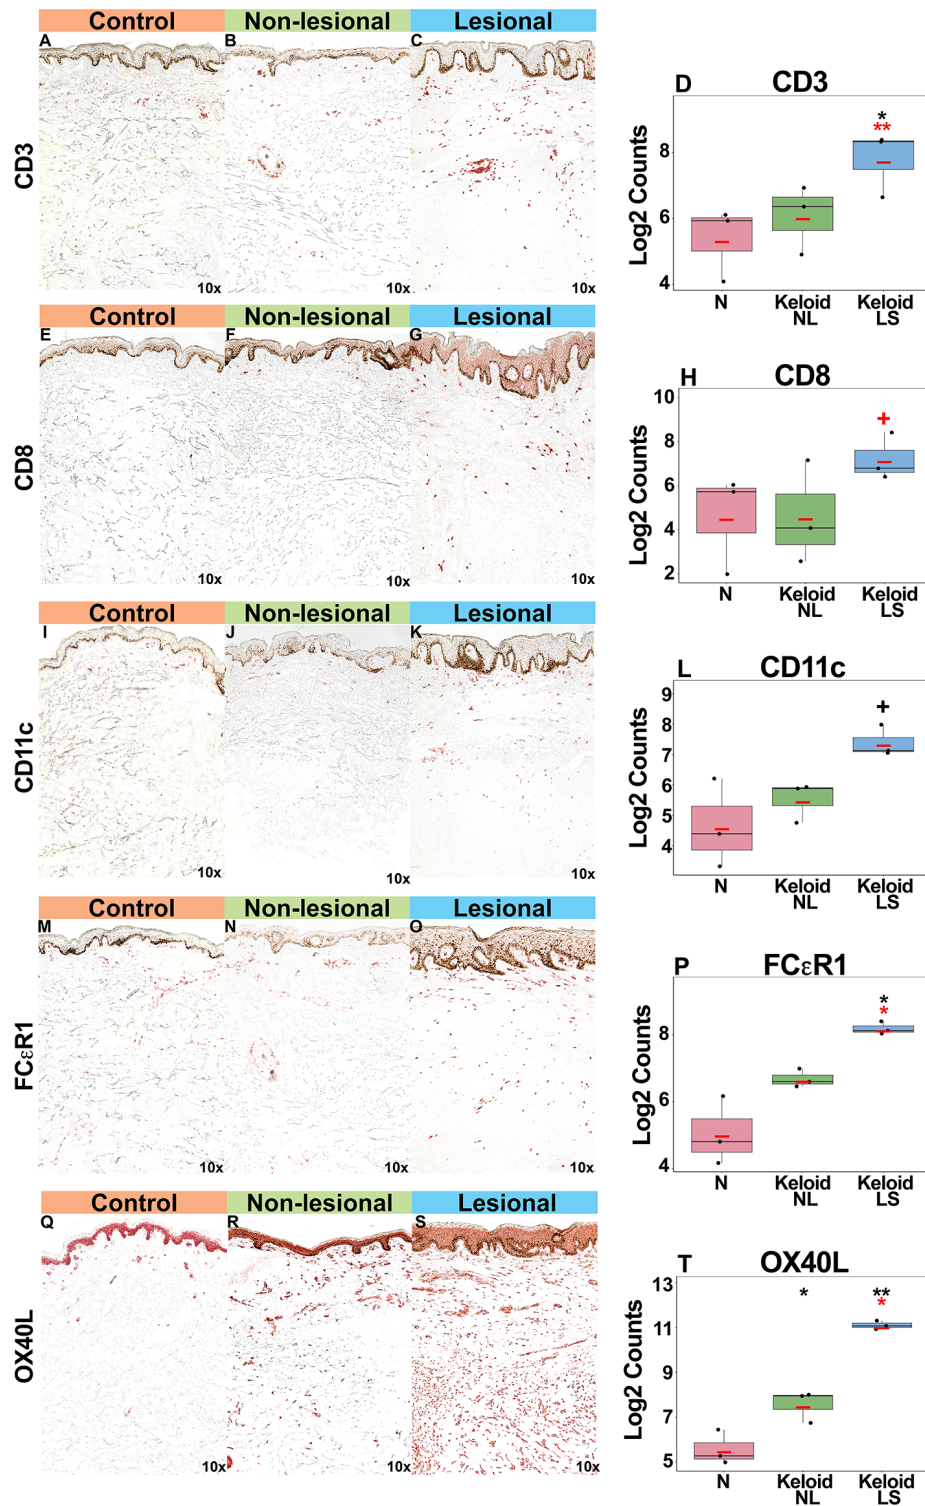 Control Non-lesional Lesional
A B C
CD3
10x 10x
D CD3
Log2 Counts
* 
**
8
6
4
N Keloid NL Keloid LS
Control Non-lesional Lesional
E F G
CD8
10x 10x 10x
H CD8
Log2 Counts
+
10
8
6
4
2
N Keloid NL Keloid LS
Control Non-lesional Lesional
I J K
CD11c
10x 10x 10x
L CD11c
Log2 Counts
+
9
8
7
6
5
4
N Keloid NL Keloid LS
Control Non-lesional Lesional
M N O
FCεR1
10x 10x 10x
P FCεR1
Log2 Counts
*
*
8
6
4
N Keloid NL Keloid LS
Control Non-lesional Lesional
Q R S
OX40L
10x 10x 10x
T OX40L
Log2 Counts
* **
*
13
11
9
7
5
N Keloid NL Keloid LS